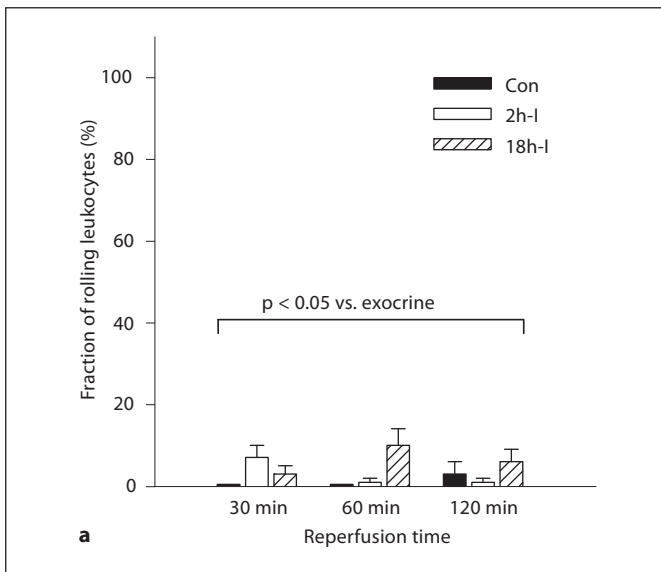 Fraction of rolling leukocytes (%)
100
80
60
40
20
0
Con
2h-I
18h-I
p < 0.05 vs. exocrine
30 min
60 min
120 min
Reperfusion time
a